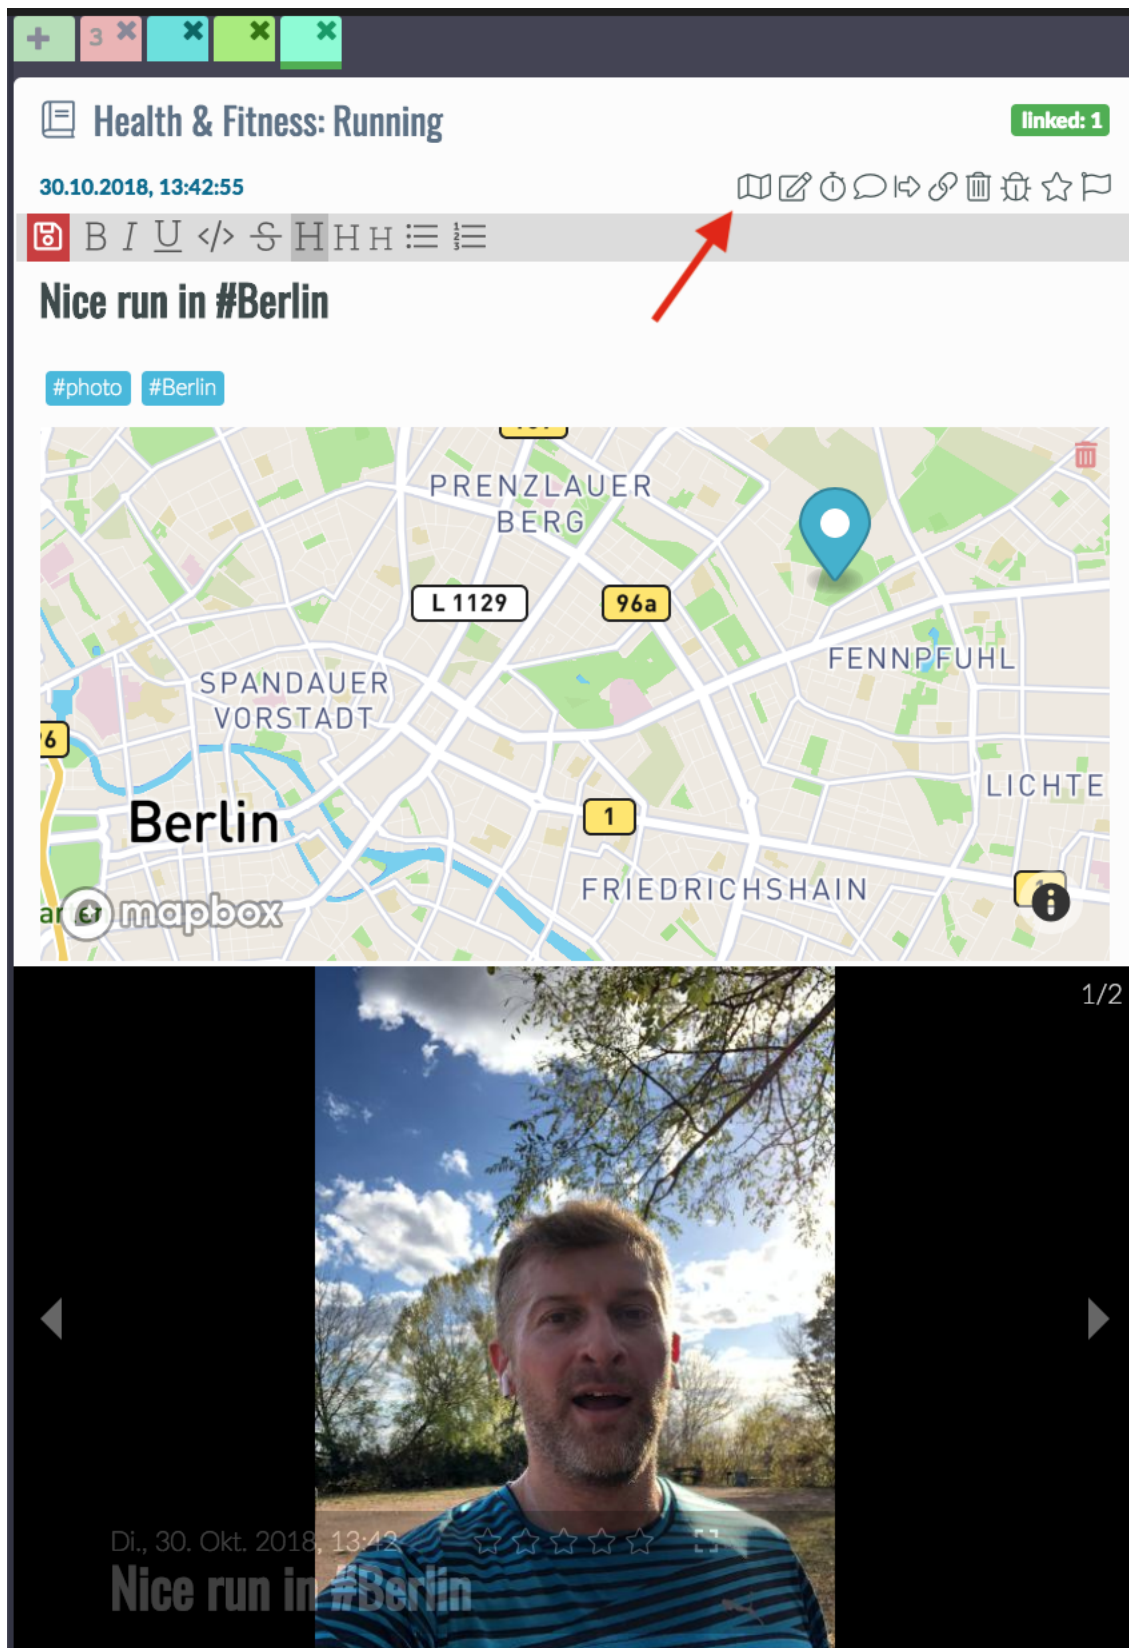 3
Health & Fitness: Running
linked: 1
30.10.2018, 13:42:55
B I U </> S H H H
Nice run in #Berlin
#photo #Berlin
PRENZLAUER
BERG
L 1129
96a
FENNPFUHL
SPANDAUER
VORSTADT
LICHTE
Berlin
1
FRIEDRICHSHAIN
mapbox
1/2
Di., 30. Okt. 2018, 13:42
Nice run in #Berlin